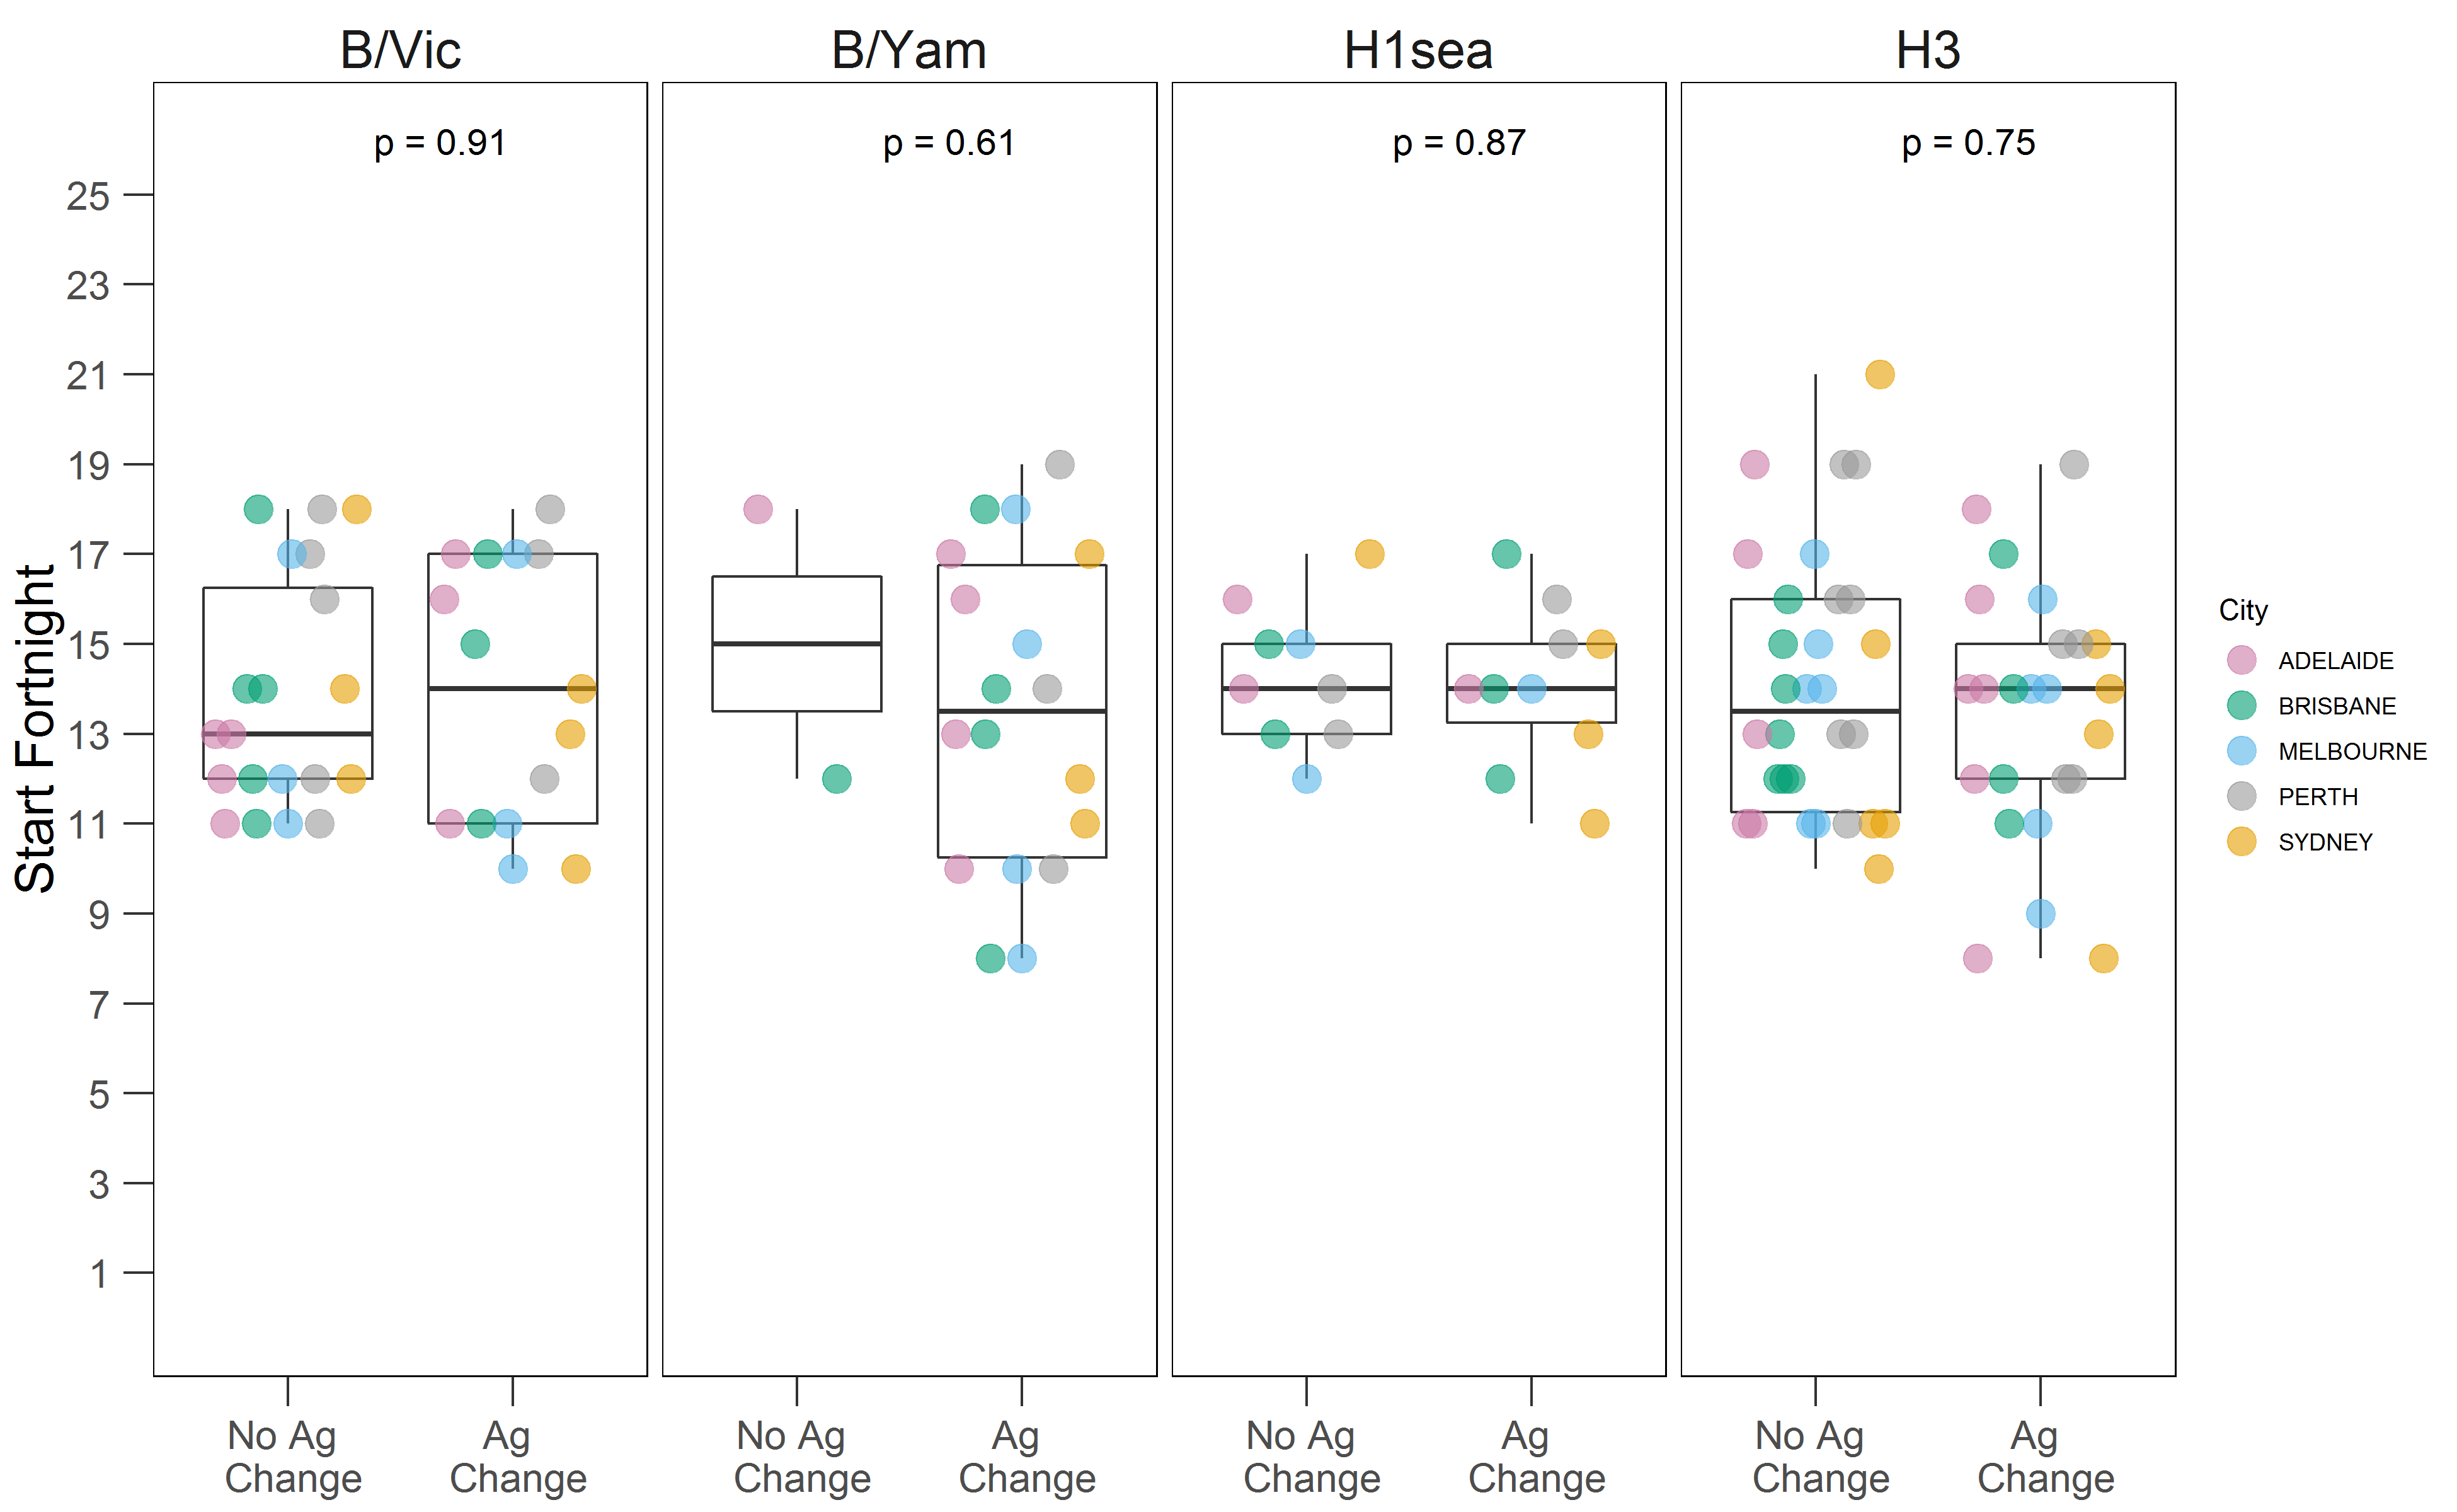 B/Vic B/Yam H1sea H3
p = 0.91 p = 0.61 p = 0.87 p = 0.75
Start Fortnight
25
23
21
19
17
15
13
11
9
7
5
3
1
No Ag Ag No Ag Ag No Ag Ag No Ag Ag
Change Change Change Change Change Change Change Change
City
ADELAIDE
BRISBANE
MELBOURNE
PERTH
SYDNEY